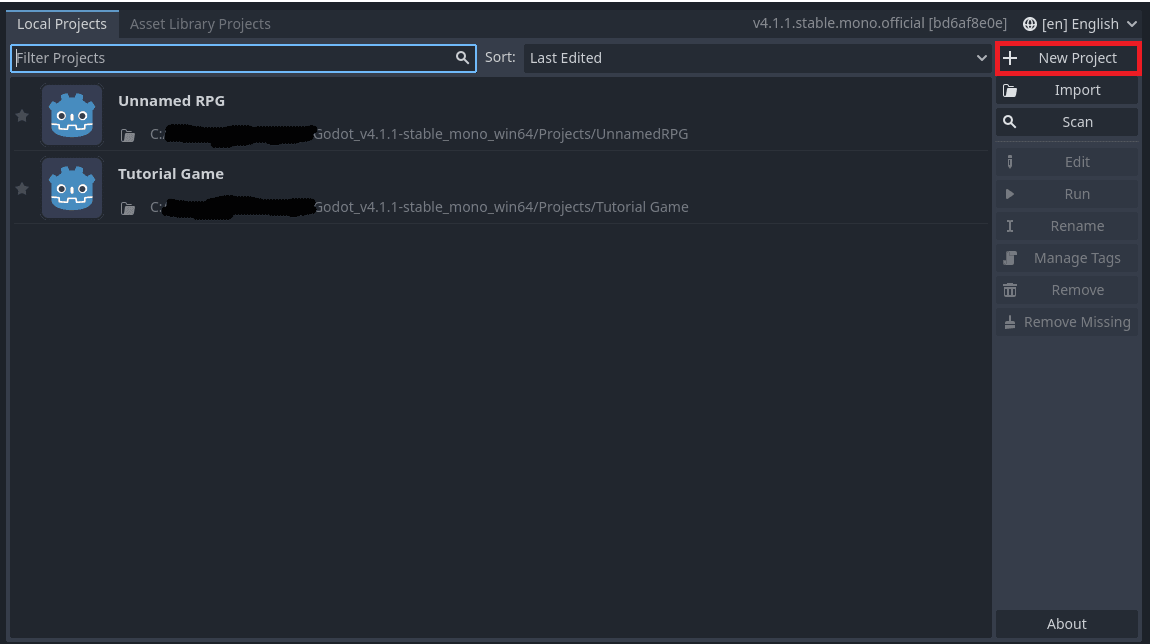 Local Projects Asset Library Projects v4.1.1.stable.mono.official [bd6af8e0e] [en] English
Filter Projects Sort: Last Edited New Project
Import
Scan
Edit
Run
Rename
Manage Tags
Remove
Remove Missing
About
Unnamed RPG
C:/ Godot_v4.1.1-stable_mono_win64/Projects/UnnamedRPG
Tutorial Game
C:/ Godot_v4.1.1-stable_mono_win64/Projects/Tutorial Game